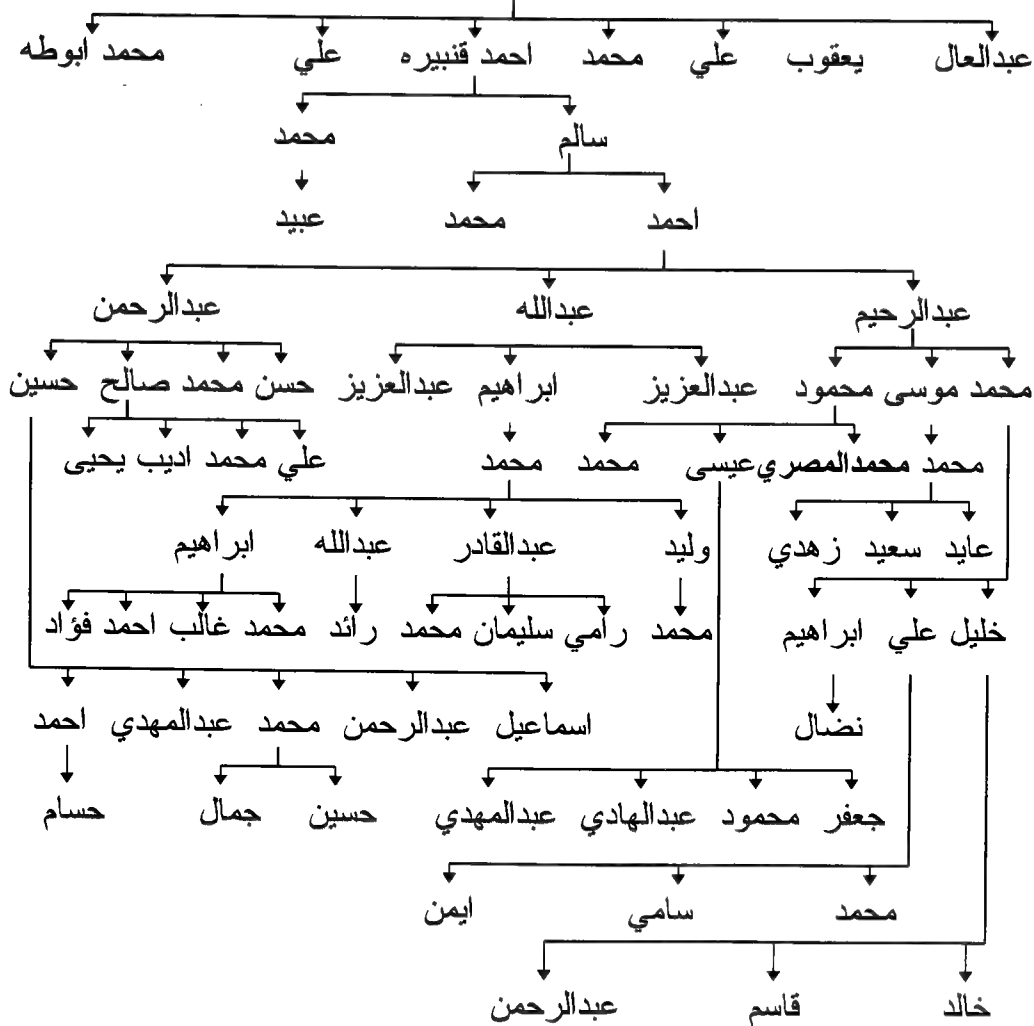 عبدالعال يعقوب علي محمد احمد قنبيره علي محمد ابوطه
سالم محمد
احمد محمد عبيد
عبدالرحيم عبدالله عبدالرحمن
محمد موسى محمود عبدالعزيز ابراهيم عبدالعزيز حسن محمد صالح حسين
محمد محمدالمصري عيسى محمد محمد علي محمد اديب يحيى
عايد سعيد زهدي وليد عبدالقادر عبدالله ابراهيم
خليل علي ابراهيم محمد رامي سليمان محمد رائد محمد غالب احمد فؤاد
نضال اسماعيل عبدالرحمن محمد عبدالمهدي احمد
جعفر محمود عبدالهادي عبدالمهدي حسين جمال حسام
محمد سامي ايمن
خالد قاسم عبدالرحمن